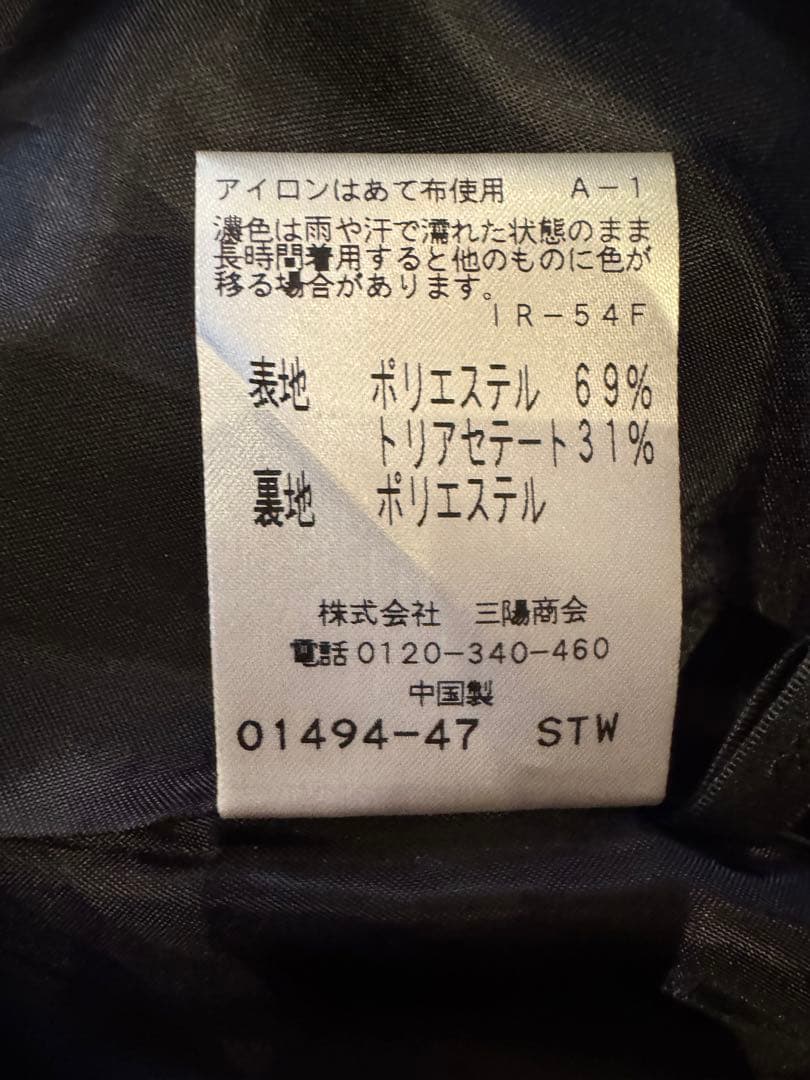 アイロンはあて布使用　A-1
濃色は雨や汗で濡れた状態のまま
長時間着用すると他のものに色が
移る場合があります。
IR-54F
表地　ポリエステル 69%
トリアセテート31%
裏地　ポリエステル
株式会社　三陽商会
電話0120-340-460
中国製
01494-47　STW